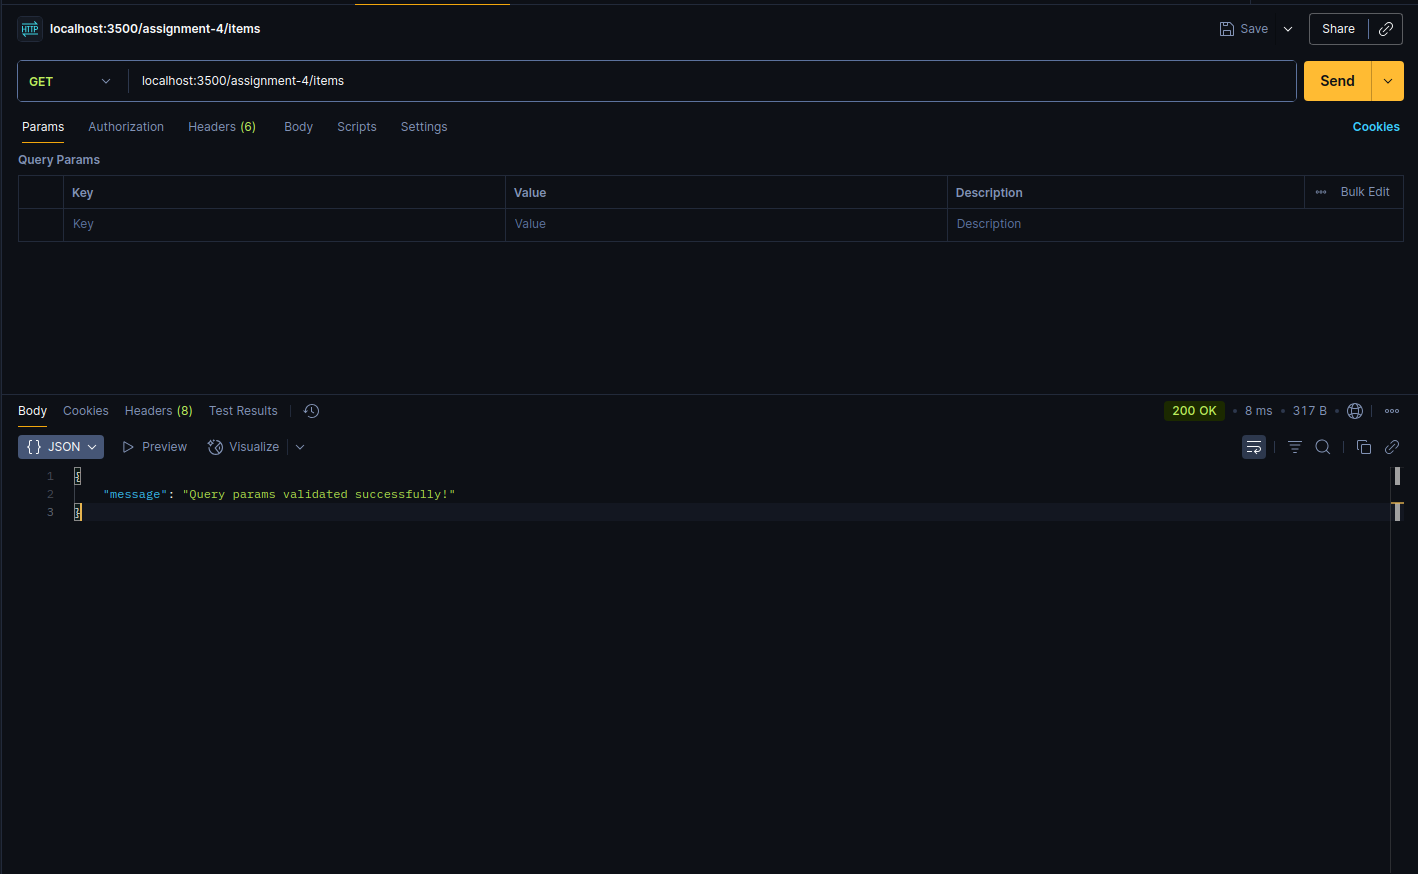 HTTP localhost:3500/assignment-4/items Save Share
GET localhost:3500/assignment-4/items Send
Params Authorization Headers (6) Body Scripts Settings Cookies
Query Params
Key Value Description Bulk Edit
Key Value Description
Body Cookies Headers (8) Test Results 200 OK • 8 ms • 317 B •
{} JSON Preview Visualize
1 {
2 "message": "Query params validated successfully!"
3 }